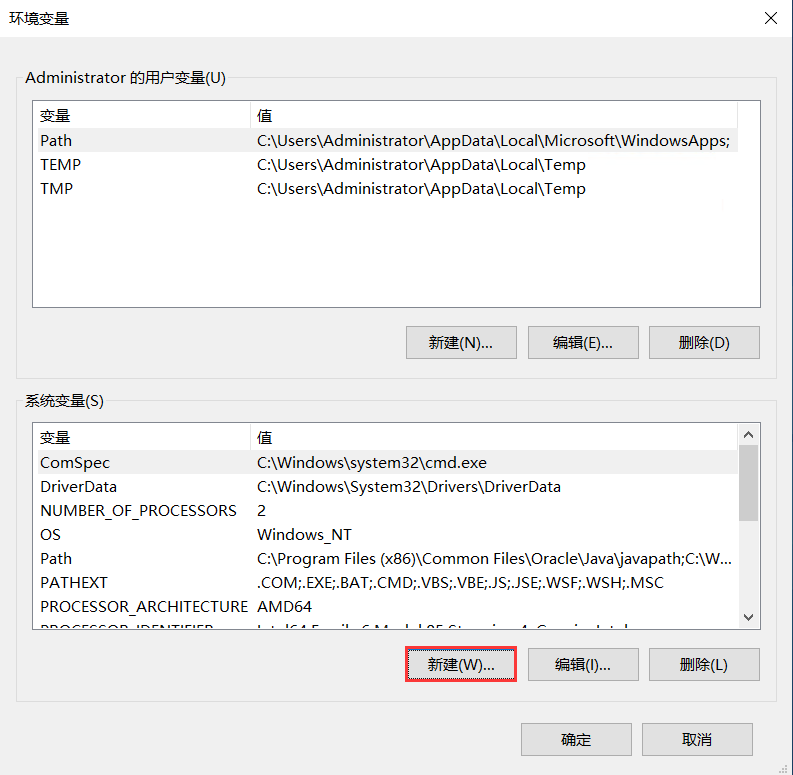 环境变量
Administrator 的用户变量(U)
变量 值
Path C:\Users\Administrator\AppData\Local\Microsoft\WindowsApps;
TEMP C:\Users\Administrator\AppData\Local\Temp
TMP C:\Users\Administrator\AppData\Local\Temp
新建(N)... 编辑(E)... 删除(D)
系统变量(S)
变量 值
ComSpec C:\Windows\system32\cmd.exe
DriverData C:\Windows\System32\Drivers\DriverData
NUMBER_OF_PROCESSORS 2
OS Windows_NT
Path C:\Program Files (x86)\Common Files\Oracle\Java\javapath;C:\W...
PATHEXT .COM;.EXE;.BAT;.CMD;.VBS;.VBE;.JS;.JSE;.WSF;.WSH;.MSC
PROCESSOR_ARCHITECTURE AMD64
新建(W)... 编辑(I)... 删除(L)
确定 取消